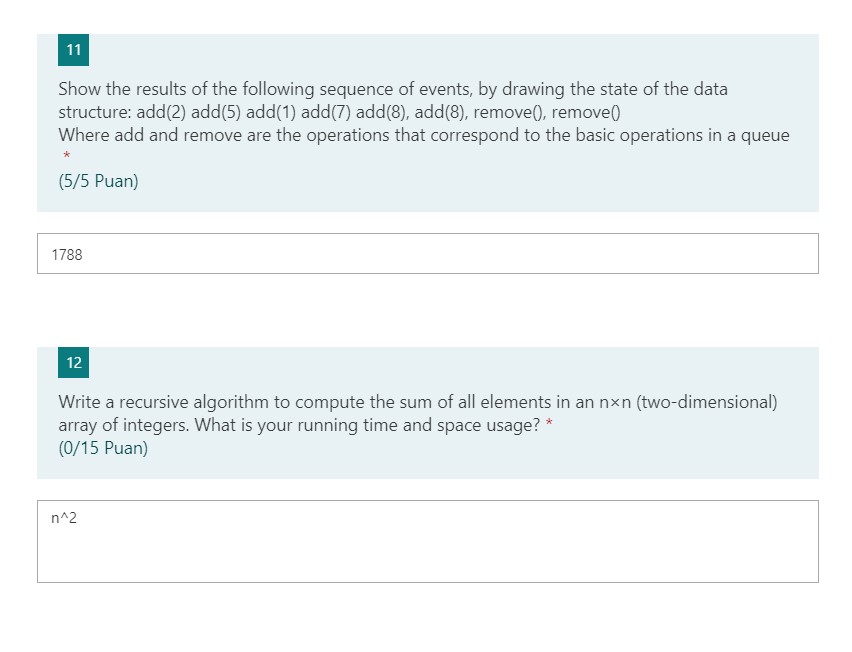 11
Show the results of the following sequence of events, by drawing the state of the data
structure: add(2) add(5) add(1) add(7) add(8), add(8), remove(), remove()
Where add and remove are the operations that correspond to the basic operations in a queue
*
(5/5 Puan)
1788
12
Write a recursive algorithm to compute the sum of all elements in an n×n (two-dimensional)
array of integers. What is your running time and space usage? *
(0/15 Puan)
n^2